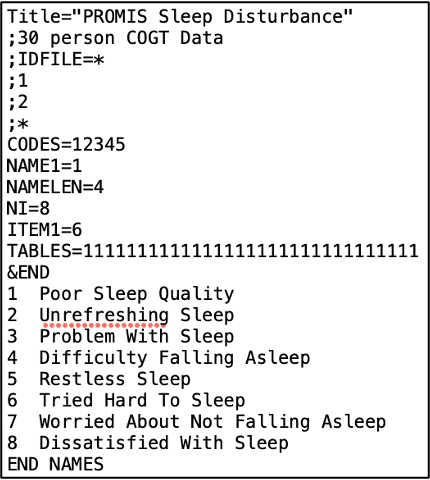 Title="PROMIS Sleep Disturbance"
;30 person COGT Data
;IDFILE=*
;1
;2
;*
CODES=12345
NAME1=1
NAMELEN=4
NI=8
ITEM1=6
TABLES=1111111111111111111111111111111
&END
1  Poor Sleep Quality
2  Unrefreshing Sleep
3  Problem With Sleep
4  Difficulty Falling Asleep
5  Restless Sleep
6  Tried Hard To Sleep
7  Worried About Not Falling Asleep
8  Dissatisfied With Sleep
END NAMES